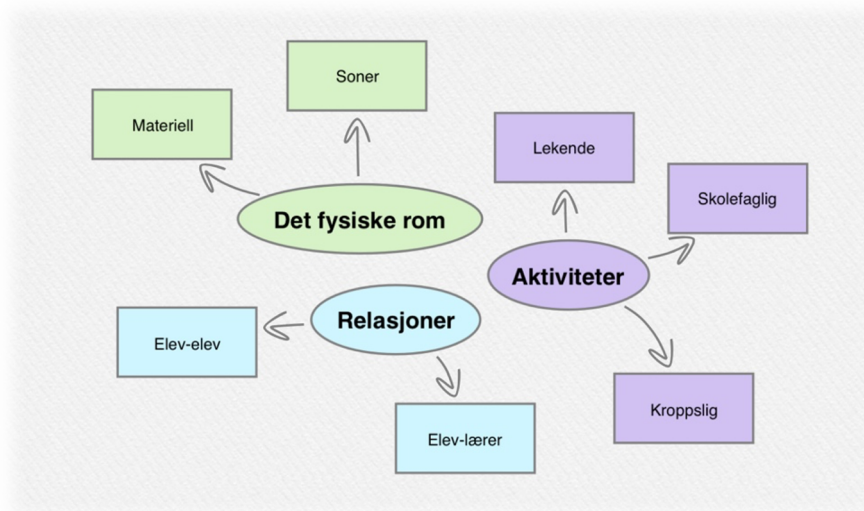 Soner
Materiell
Det fysiske rom
Lekende
Skolefaglig
Aktiviteter
Kroppslig
Relasjoner
Elev-elev
Elev-lærer